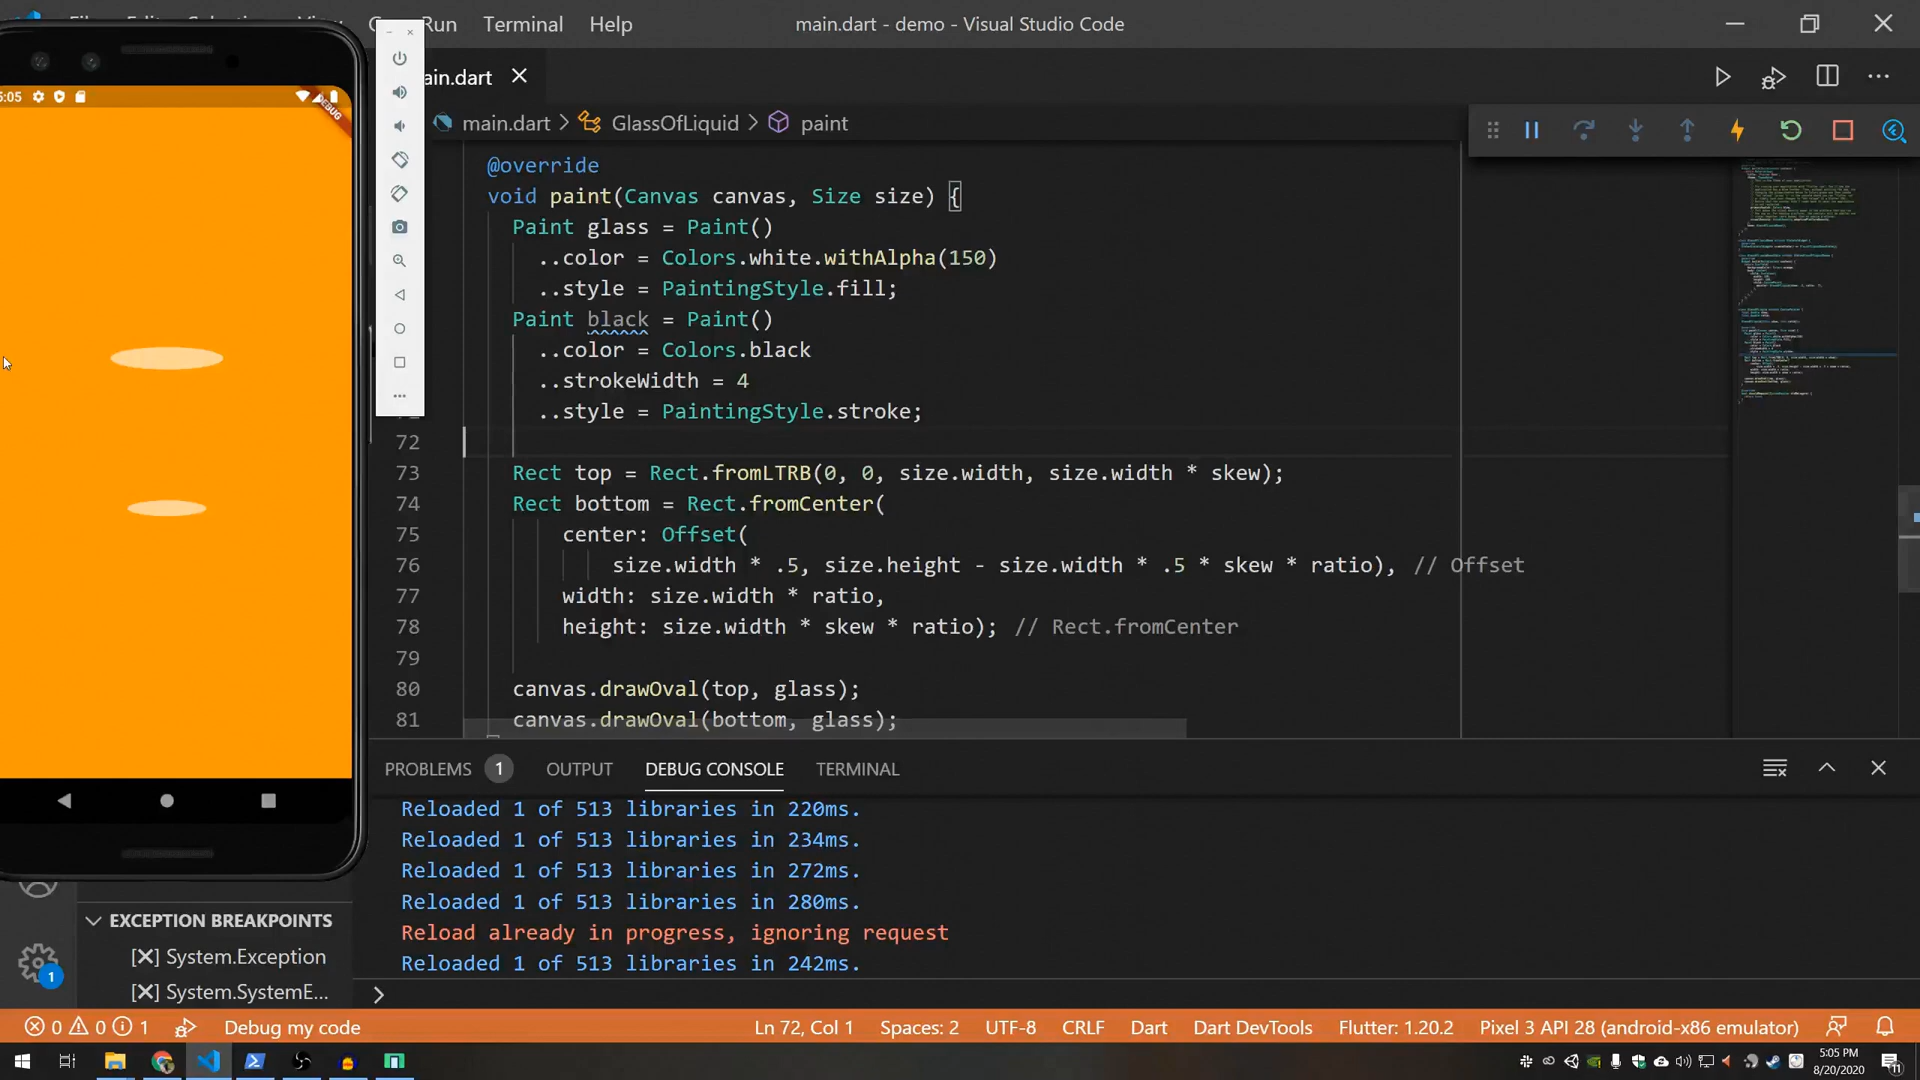 Run
Terminal
Help
main.dart - demo - Visual Studio Code
ain.dart
5:05
DEBUG
main.dart > GlassOfLiquid > paint
@override
void paint(Canvas canvas, Size size) {
Paint glass = Paint()
..color = Colors.white.withAlpha(150)
..style = PaintingStyle.fill;
Paint black = Paint()
..color = Colors.black
..strokeWidth = 4
..style = PaintingStyle.stroke;
72
73 Rect top = Rect.fromLTRB(0, 0, size.width, size.width * skew);
74 Rect bottom = Rect.fromCenter(
75 center: Offset(
76 size.width * .5, size.height - size.width * .5 * skew * ratio), // Offset
77 width: size.width * ratio,
78 height: size.width * skew * ratio); // Rect.fromCenter
79
80 canvas.drawOval(top, glass);
81 canvas.drawOval(bottom, glass);
PROBLEMS 1 OUTPUT DEBUG CONSOLE TERMINAL
Reloaded 1 of 513 libraries in 220ms.
Reloaded 1 of 513 libraries in 234ms.
Reloaded 1 of 513 libraries in 272ms.
Reloaded 1 of 513 libraries in 280ms.
Reload already in progress, ignoring request
Reloaded 1 of 513 libraries in 242ms.
EXCEPTION BREAKPOINTS
System.Exception
System.SystemE...
1
0 0 1 Debug my code Ln 72, Col 1 Spaces: 2 UTF-8 CRLF Dart Dart DevTools Flutter: 1.20.2 Pixel 3 API 28 (android-x86 emulator)
5:05 PM
8/20/2020
11